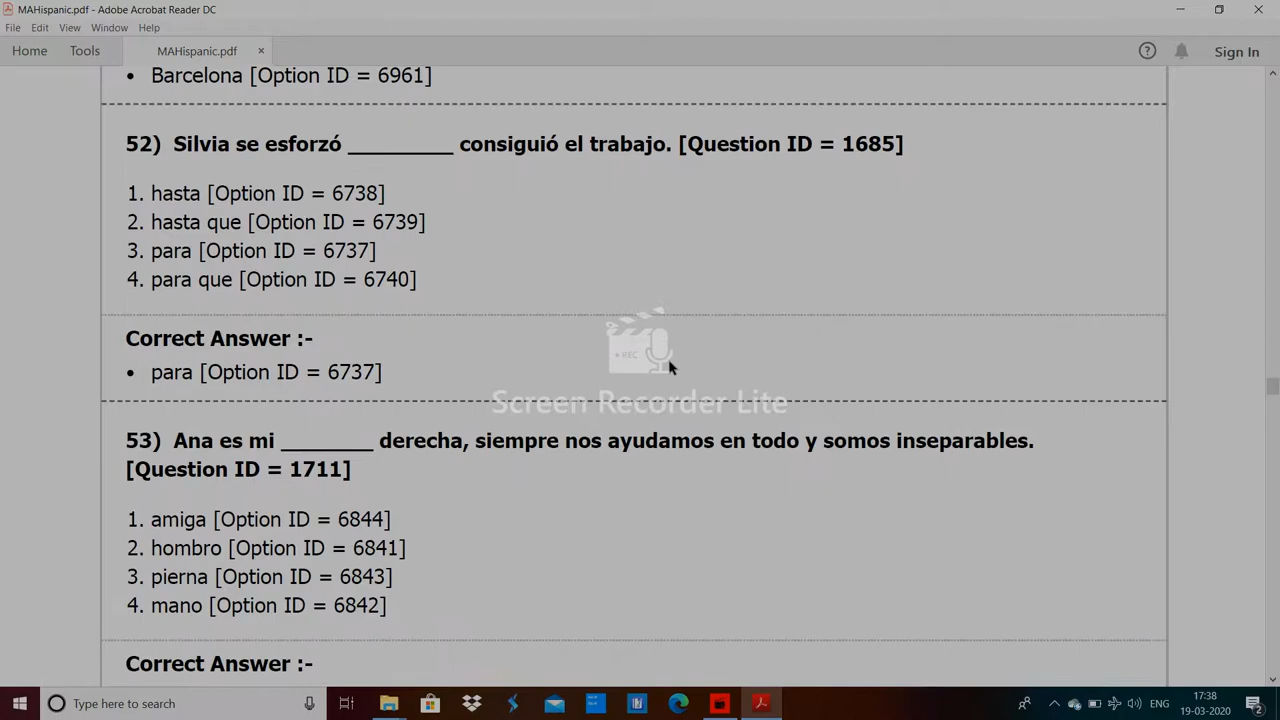 MAHispanic.pdf - Adobe Acrobat Reader DC
File Edit View Window Help
Home Tools MAHispanic.pdf × Sign In
• Barcelona [Option ID = 6961]
52) Silvia se esforzó _________ consiguió el trabajo. [Question ID = 1685]
1. hasta [Option ID = 6738]
2. hasta que [Option ID = 6739]
3. para [Option ID = 6737]
4. para que [Option ID = 6740]
Correct Answer :-
• para [Option ID = 6737]
• REC
Screen Recorder Lite
53) Ana es mi ________ derecha, siempre nos ayudamos en todo y somos inseparables.
[Question ID = 1711]
1. amiga [Option ID = 6844]
2. hombro [Option ID = 6841]
3. pierna [Option ID = 6843]
4. mano [Option ID = 6842]
Correct Answer :-
Type here to search
ENG
17:38
19-03-2020
2